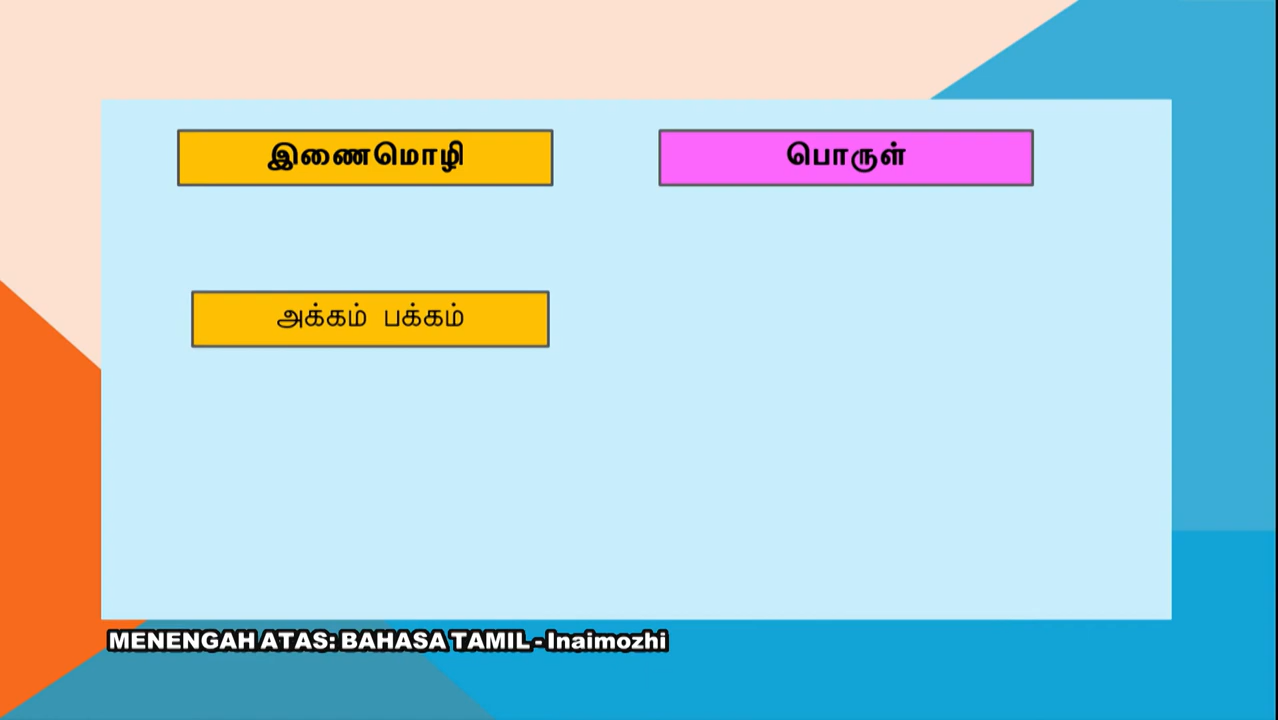 இணைமொழி
பொருள்
அக்கம் பக்கம்
MENENGAH ATAS: BAHASA TAMIL - Inaimozhi